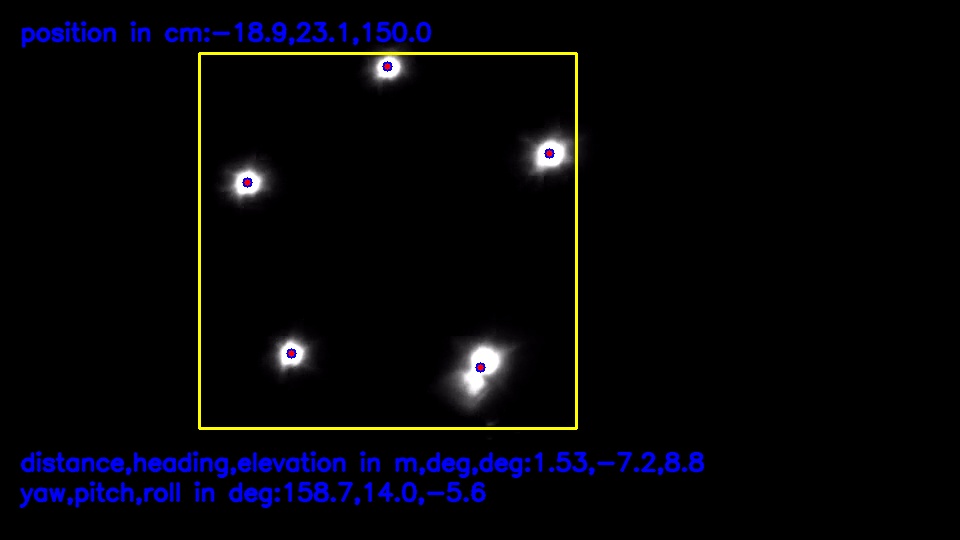 position in cm:-18.9,23.1,150.0
distance,heading,elevation in m,deg,deg:1.53,-7.2,8.8
yaw,pitch,roll in deg:158.7,14.0,-5.6